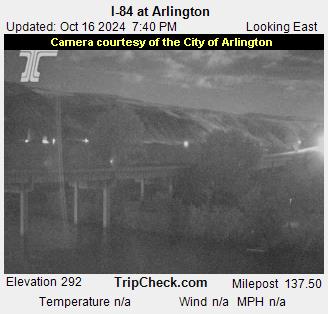 I-84 at Arlington
Updated: Oct 16 2024 7:40 PM Looking East
Camera courtesy of the City of Arlington
Elevation 292 TripCheck.com Milepost 137.50
Temperature n/a Wind n/a MPH n/a